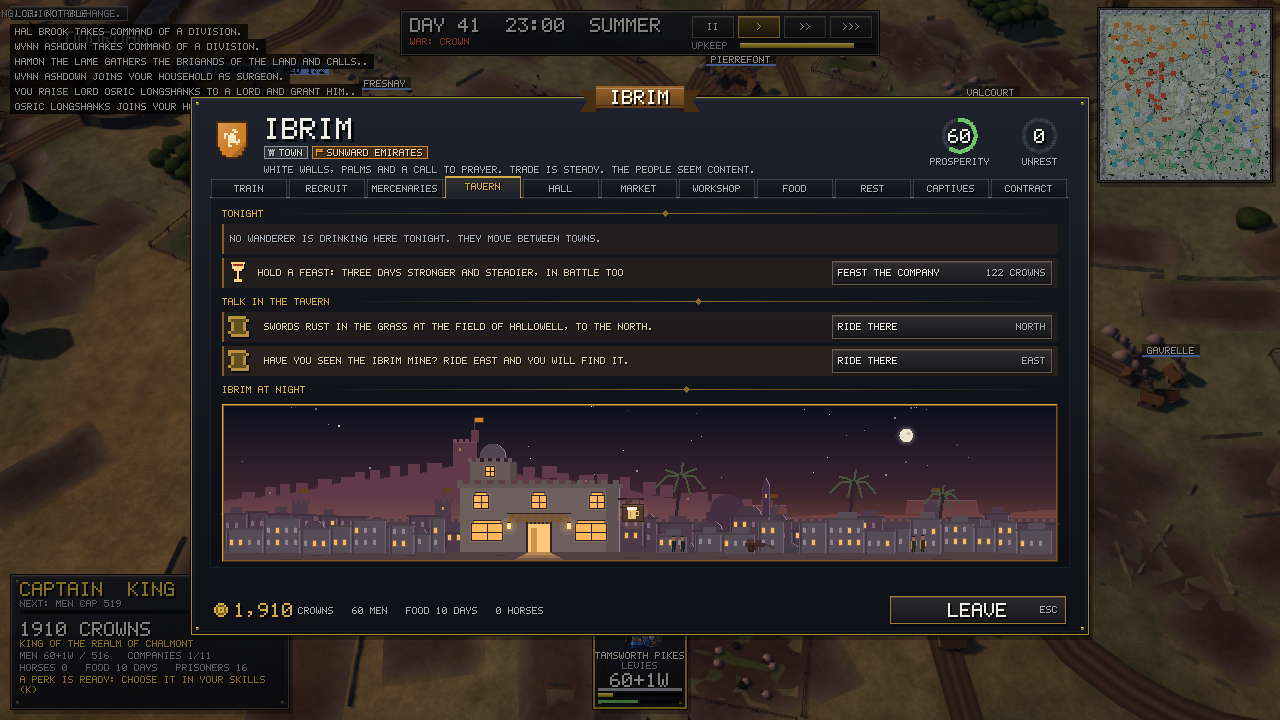 LOG: NOTABLE CHANGE.
HAL BROOK TAKES COMMAND OF A DIVISION.
WYNN ASHDOWN TAKES COMMAND OF A DIVISION.
HAMON THE LAME GATHERS THE BRIGANDS OF THE LAND AND CALLS..
WYNN ASHDOWN JOINS YOUR HOUSEHOLD AS SURGEON.
YOU RAISE LORD OSRIC LONGSHANKS TO A LORD AND GRANT HIM..
OSRIC LONGSHANKS JOINS YOUR
DAY 41 23:00 SUMMER
WAR: CROWN
II > >> >>>
UPKEEP
PIERREFONT
FRESNAY
VALCOURT
GAVRELLE
IBRIM
IBRIM
TOWN SUNWARD EMIRATES
WHITE WALLS, PALMS AND A CALL TO PRAYER. TRADE IS STEADY. THE PEOPLE SEEM CONTENT.
60 PROSPERITY
0 UNREST
TRAIN RECRUIT MERCENARIES TAVERN HALL MARKET WORKSHOP FOOD REST CAPTIVES CONTRACT
TONIGHT
NO WANDERER IS DRINKING HERE TONIGHT. THEY MOVE BETWEEN TOWNS.
HOLD A FEAST: THREE DAYS STRONGER AND STEADIER, IN BATTLE TOO
FEAST THE COMPANY 122 CROWNS
TALK IN THE TAVERN
SWORDS RUST IN THE GRASS AT THE FIELD OF HALLOWELL, TO THE NORTH.
RIDE THERE NORTH
HAVE YOU SEEN THE IBRIM MINE? RIDE EAST AND YOU WILL FIND IT.
RIDE THERE EAST
IBRIM AT NIGHT
1,910 CROWNS 60 MEN FOOD 10 DAYS 0 HORSES
LEAVE ESC
CAPTAIN KING
NEXT: MEN CAP 519
1910 CROWNS
KING OF THE REALM OF CHALMONT
MEN 60+1W / 516 COMPANIES 1/11
HORSES 0 FOOD 10 DAYS PRISONERS 16
A PERK IS READY: CHOOSE IT IN YOUR SKILLS
(K)
TAMSWORTH PIKES
LEVIES
60+1W